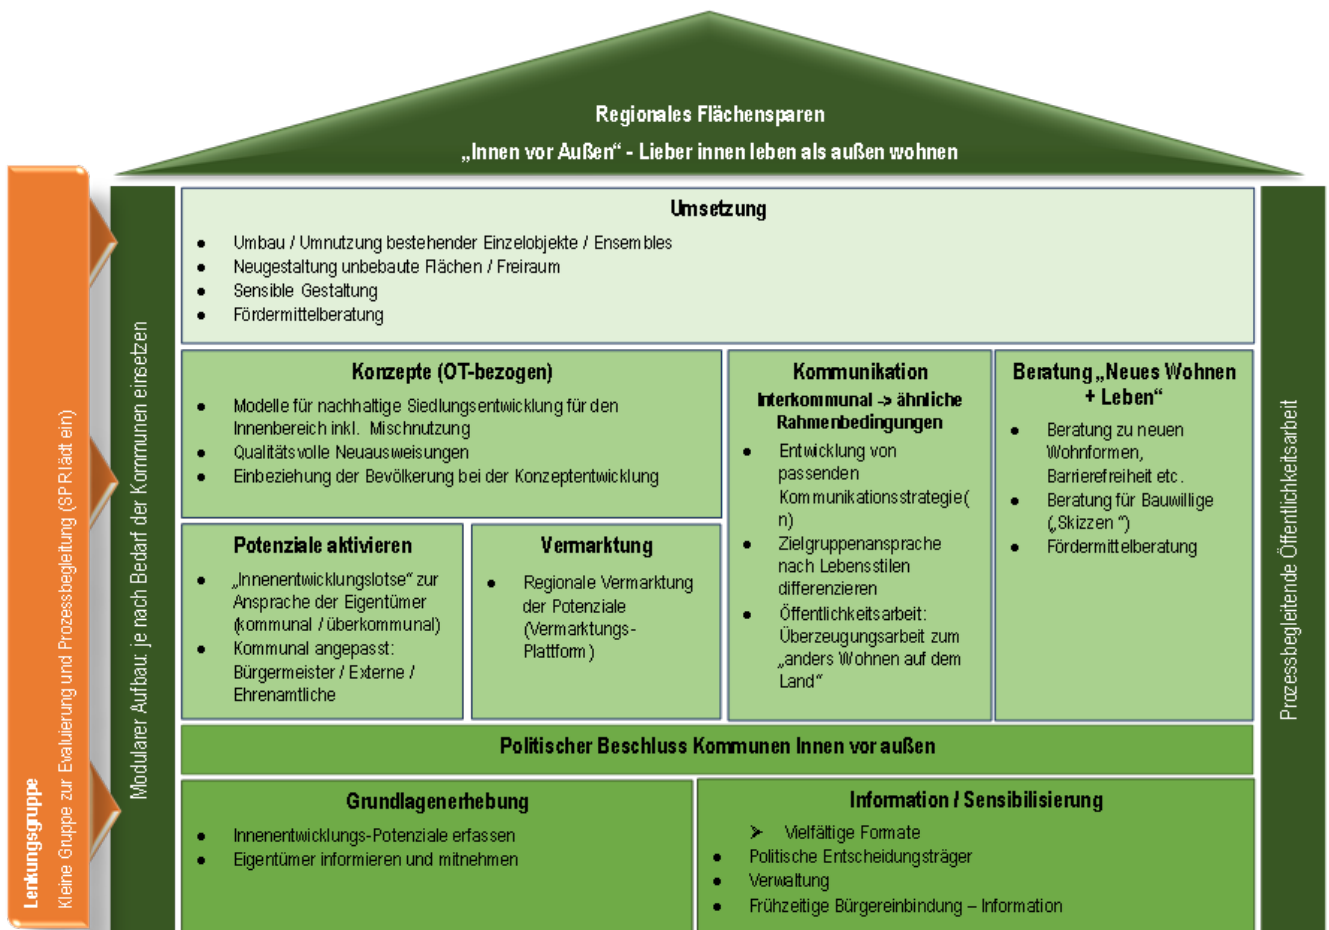 Regionales Flächensparen
„Innen vor Außen“ - Lieber innen leben als außen wohnen
Lenkungsgruppe
Kleine Gruppe zur Evaluierung und Prozessbegleitung (SPR lädt ein)
Modularer Aufbau: je nach Bedarf der Kommunen einsetzen
Umsetzung
● Umbau / Umnutzung bestehender Einzelobjekte / Ensembles
● Neugestaltung unbebaute Flächen / Freiraum
● Sensible Gestaltung
● Fördermittelberatung
Konzepte (OT-bezogen)
● Modelle für nachhaltige Siedlungsentwicklung für den
Innenbereich inkl. Mischnutzung
● Qualitätsvolle Neuausweisungen
● Einbeziehung der Bevölkerung bei der Konzeptentwicklung
Kommunikation
Interkommunal -> ähnliche
Rahmenbedingungen
● Entwicklung von
passenden
Kommunikationsstrategie(
n)
● Zielgruppenansprache
nach Lebensstilen
differenzieren
● Öffentlichkeitsarbeit:
Überzeugungsarbeit zum
„anders Wohnen auf dem
Land“
Beratung „Neues Wohnen
+ Leben“
● Beratung zu neuen
Wohnformen,
Barrierefreiheit etc.
● Beratung für Bauwillige
(„Skizzen “)
● Fördermittelberatung
Potenziale aktivieren
● „Innenentwicklungslotse“ zur
Ansprache der Eigentümer
(kommunal / überkommunal)
● Kommunal angepasst:
Bürgermeister / Externe /
Ehrenamtliche
Vermarktung
● Regionale Vermarktung
der Potenziale
(Vermarktungs-
Plattform)
Politischer Beschluss Kommunen Innen vor außen
Grundlagenerhebung
● Innenentwicklungs-Potenziale erfassen
● Eigentümer informieren und mitnehmen
Information / Sensibilisierung
➢ Vielfältige Formate
● Politische Entscheidungsträger
● Verwaltung
● Frühzeitige Bürgereinbindung – Information
Prozessbegleitende Öffentlichkeitsarbeit